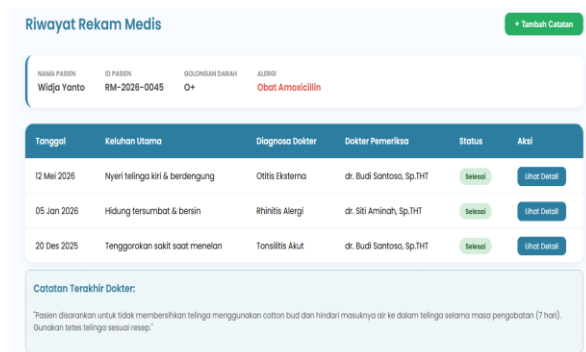 Riwayat Rekam Medis
+ Tambah Catatan
NAMA PASIEN ID PASIEN GOLONGAN DARAH ALERGI
Widja Yanto RM-2026-0045 O+ Obat Amoxicillin
Tanggal Keluhan Utama Diagnosa Dokter Dokter Pemeriksa Status Aksi
12 Mei 2026 Nyeri telinga kiri & berdengung Otitis Eksterna dr. Budi Santoso, Sp.THT Selesai Lihat Detail
05 Jan 2026 Hidung tersumbat & bersin Rhinitis Alergi dr. Siti Aminah, Sp.THT Selesai Lihat Detail
20 Des 2025 Tenggorokan sakit saat menelan Tonsilitis Akut dr. Budi Santoso, Sp.THT Selesai Lihat Detail
Catatan Terakhir Dokter:
"Pasien disarankan untuk tidak membersihkan telinga menggunakan cotton bud dan hindari masuknya air ke dalam telinga selama masa pengobatan (7 hari).
Gunakan tetes telinga sesuai resep."